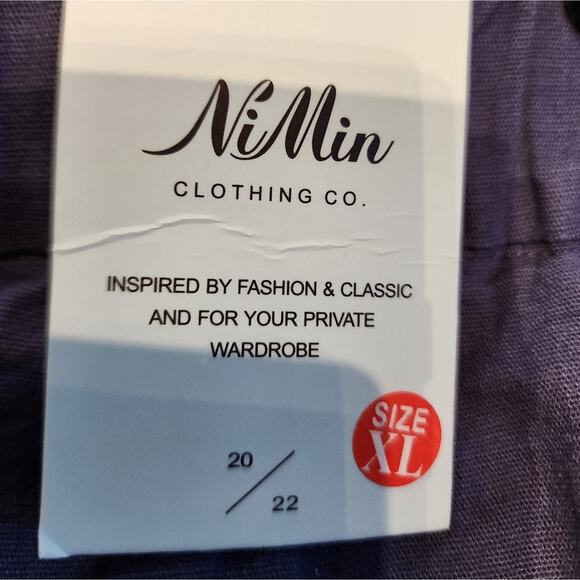 NiMin
CLOTHING CO.
INSPIRED BY FASHION & CLASSIC
AND FOR YOUR PRIVATE
WARDROBE
SIZE
XL
20
22